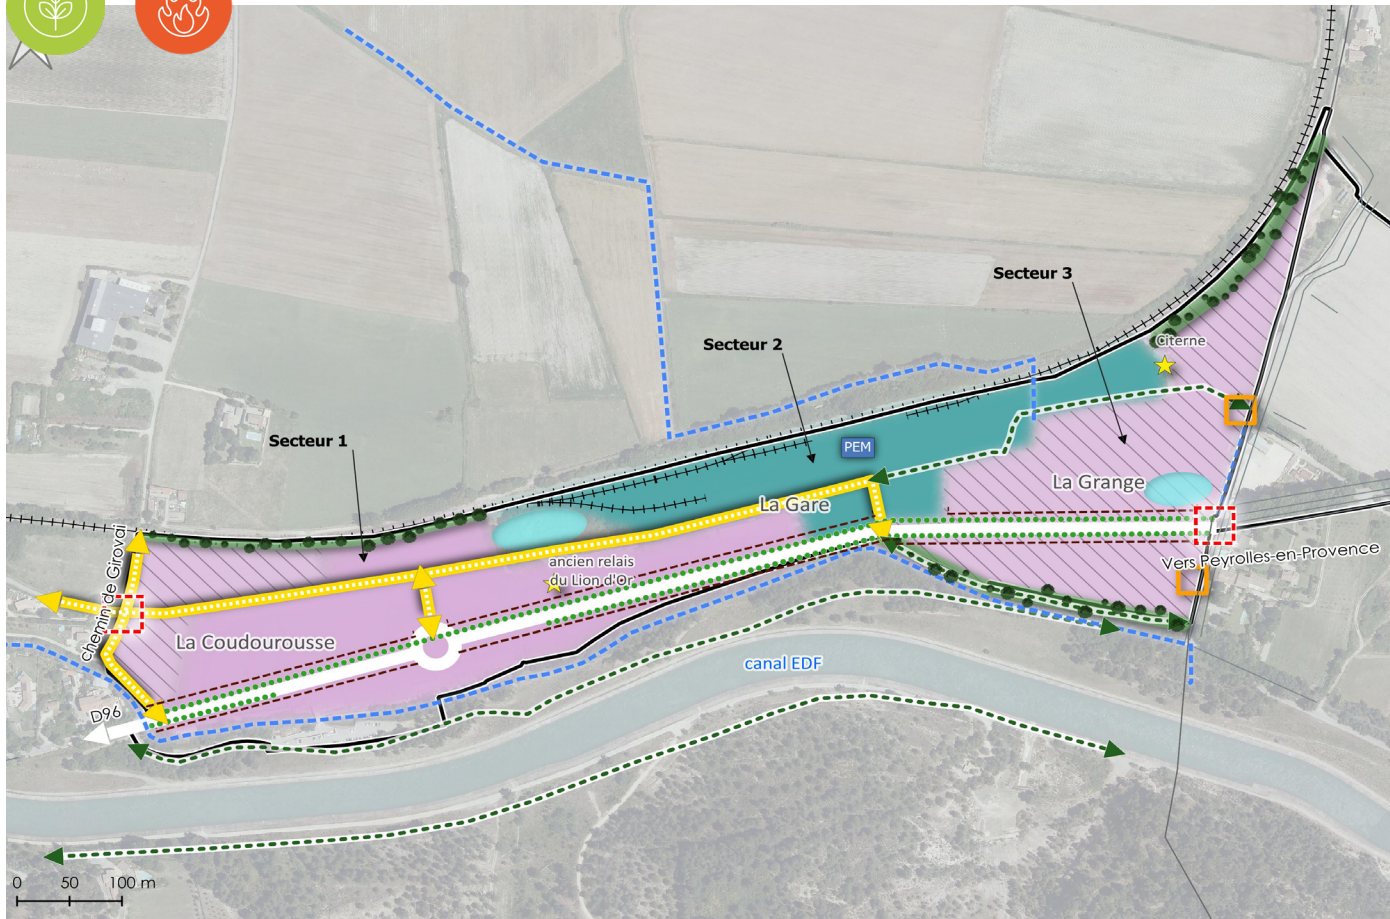 Secteur 3
Citerne
Secteur 2
Secteur 1
PEM
La Grange
La Gare
chemin de Girovai
Vers Peyrolles-en-Provence
ancien relais
du Lion d'Or
La Coudourousse
canal EDF
D96
0 50 100 m